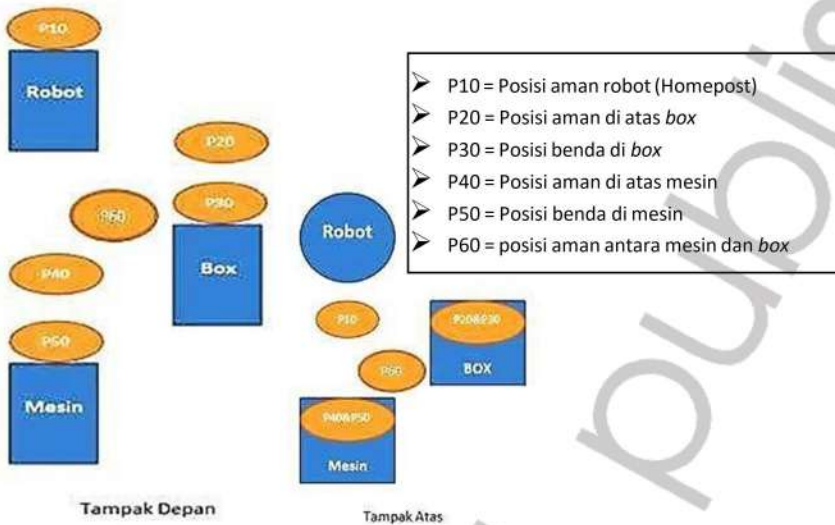 P10
Robot
P20
P60
P30
Box
P40
P50
Mesin
Tampak Depan
➤ P10 = Posisi aman robot (Homepost)
➤ P20 = Posisi aman di atas box
➤ P30 = Posisi benda di box
➤ P40 = Posisi aman di atas mesin
➤ P50 = Posisi benda di mesin
➤ P60 = posisi aman antara mesin dan box
Robot
P10
P20&P30
BOX
P60
P40&P50
Mesin
Tampak Atas
public